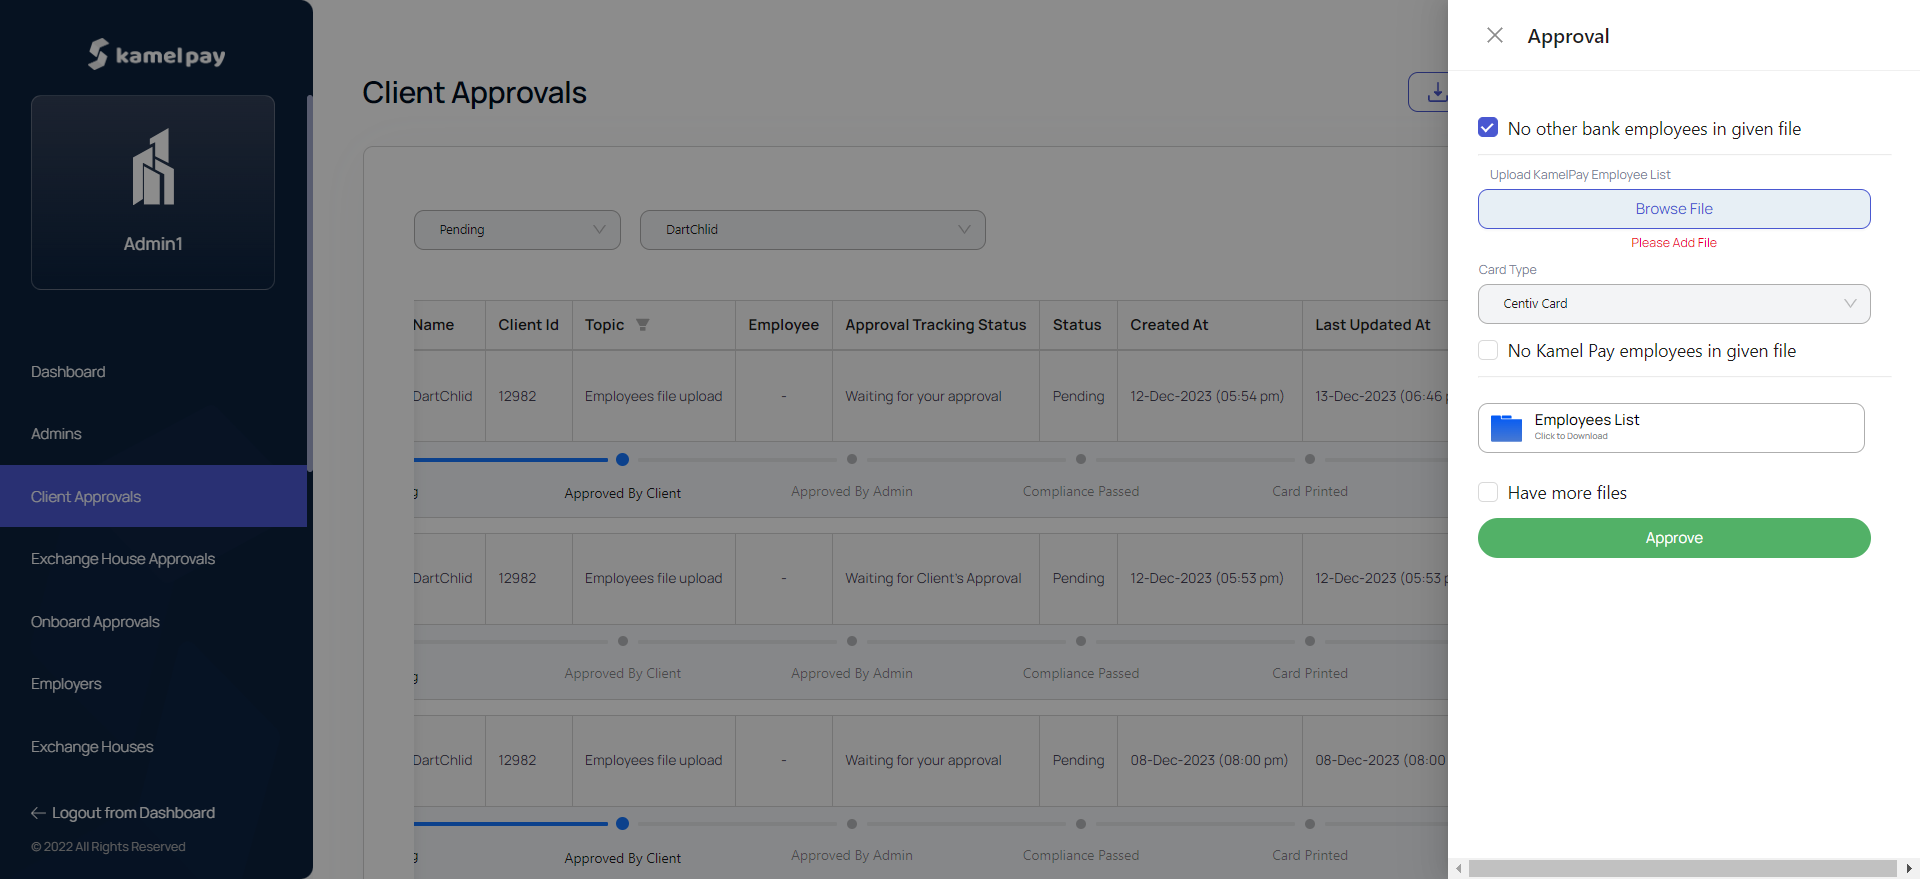 kamelpay
Admin1
Dashboard
Admins
Client Approvals
Exchange House Approvals
Onboard Approvals
Employers
Exchange Houses
Logout from Dashboard
© 2022 All Rights Reserved
Client Approvals
Pending
DartChlid
Name Client Id Topic Employee Approval Tracking Status Status Created At Last Updated At
DartChlid 12982 Employees file upload - Waiting for your approval Pending 12-Dec-2023 (05:54 pm) 13-Dec-2023 (06:46
Approved By Client Approved By Admin Compliance Passed Card Printed
DartChlid 12982 Employees file upload - Waiting for Client's Approval Pending 12-Dec-2023 (05:53 pm) 12-Dec-2023 (05:53
Approved By Client Approved By Admin Compliance Passed Card Printed
DartChlid 12982 Employees file upload - Waiting for your approval Pending 08-Dec-2023 (08:00 pm) 08-Dec-2023 (08:00
Approved By Client Approved By Admin Compliance Passed Card Printed
Approval
No other bank employees in given file
Upload KamelPay Employee List
Browse File
Please Add File
Card Type
Centiv Card
No Kamel Pay employees in given file
Employees List
Click to Download
Have more files
Approve